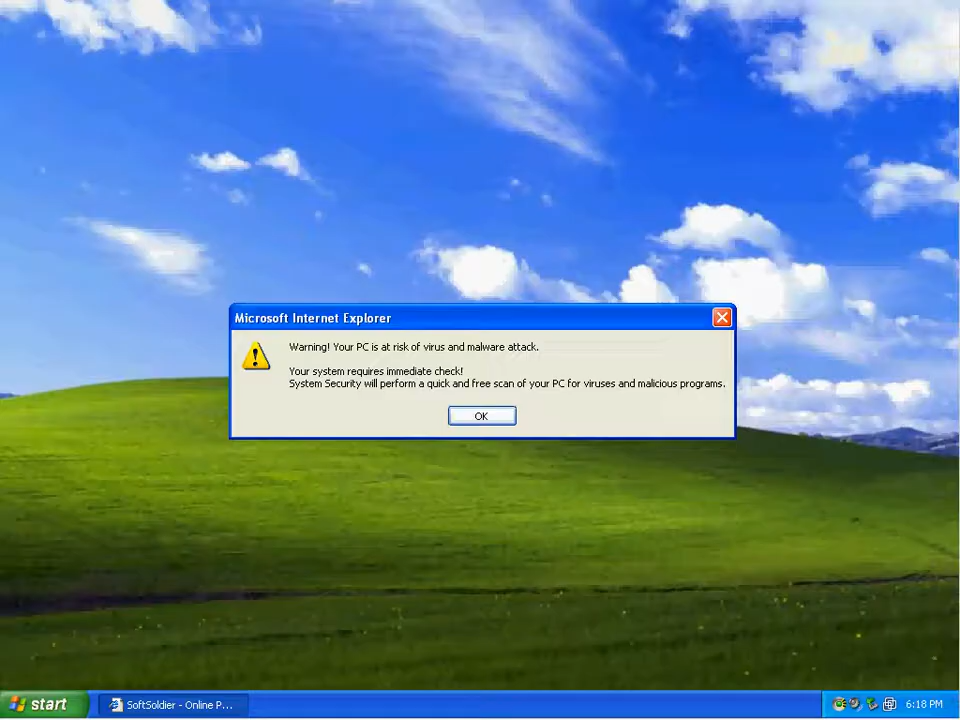 Microsoft Internet Explorer
Warning! Your PC is at risk of virus and malware attack.
Your system requires immediate check!
System Security will perform a quick and free scan of your PC for viruses and malicious programs.
OK
start
SoftSoldier - Online P...
6:18 PM